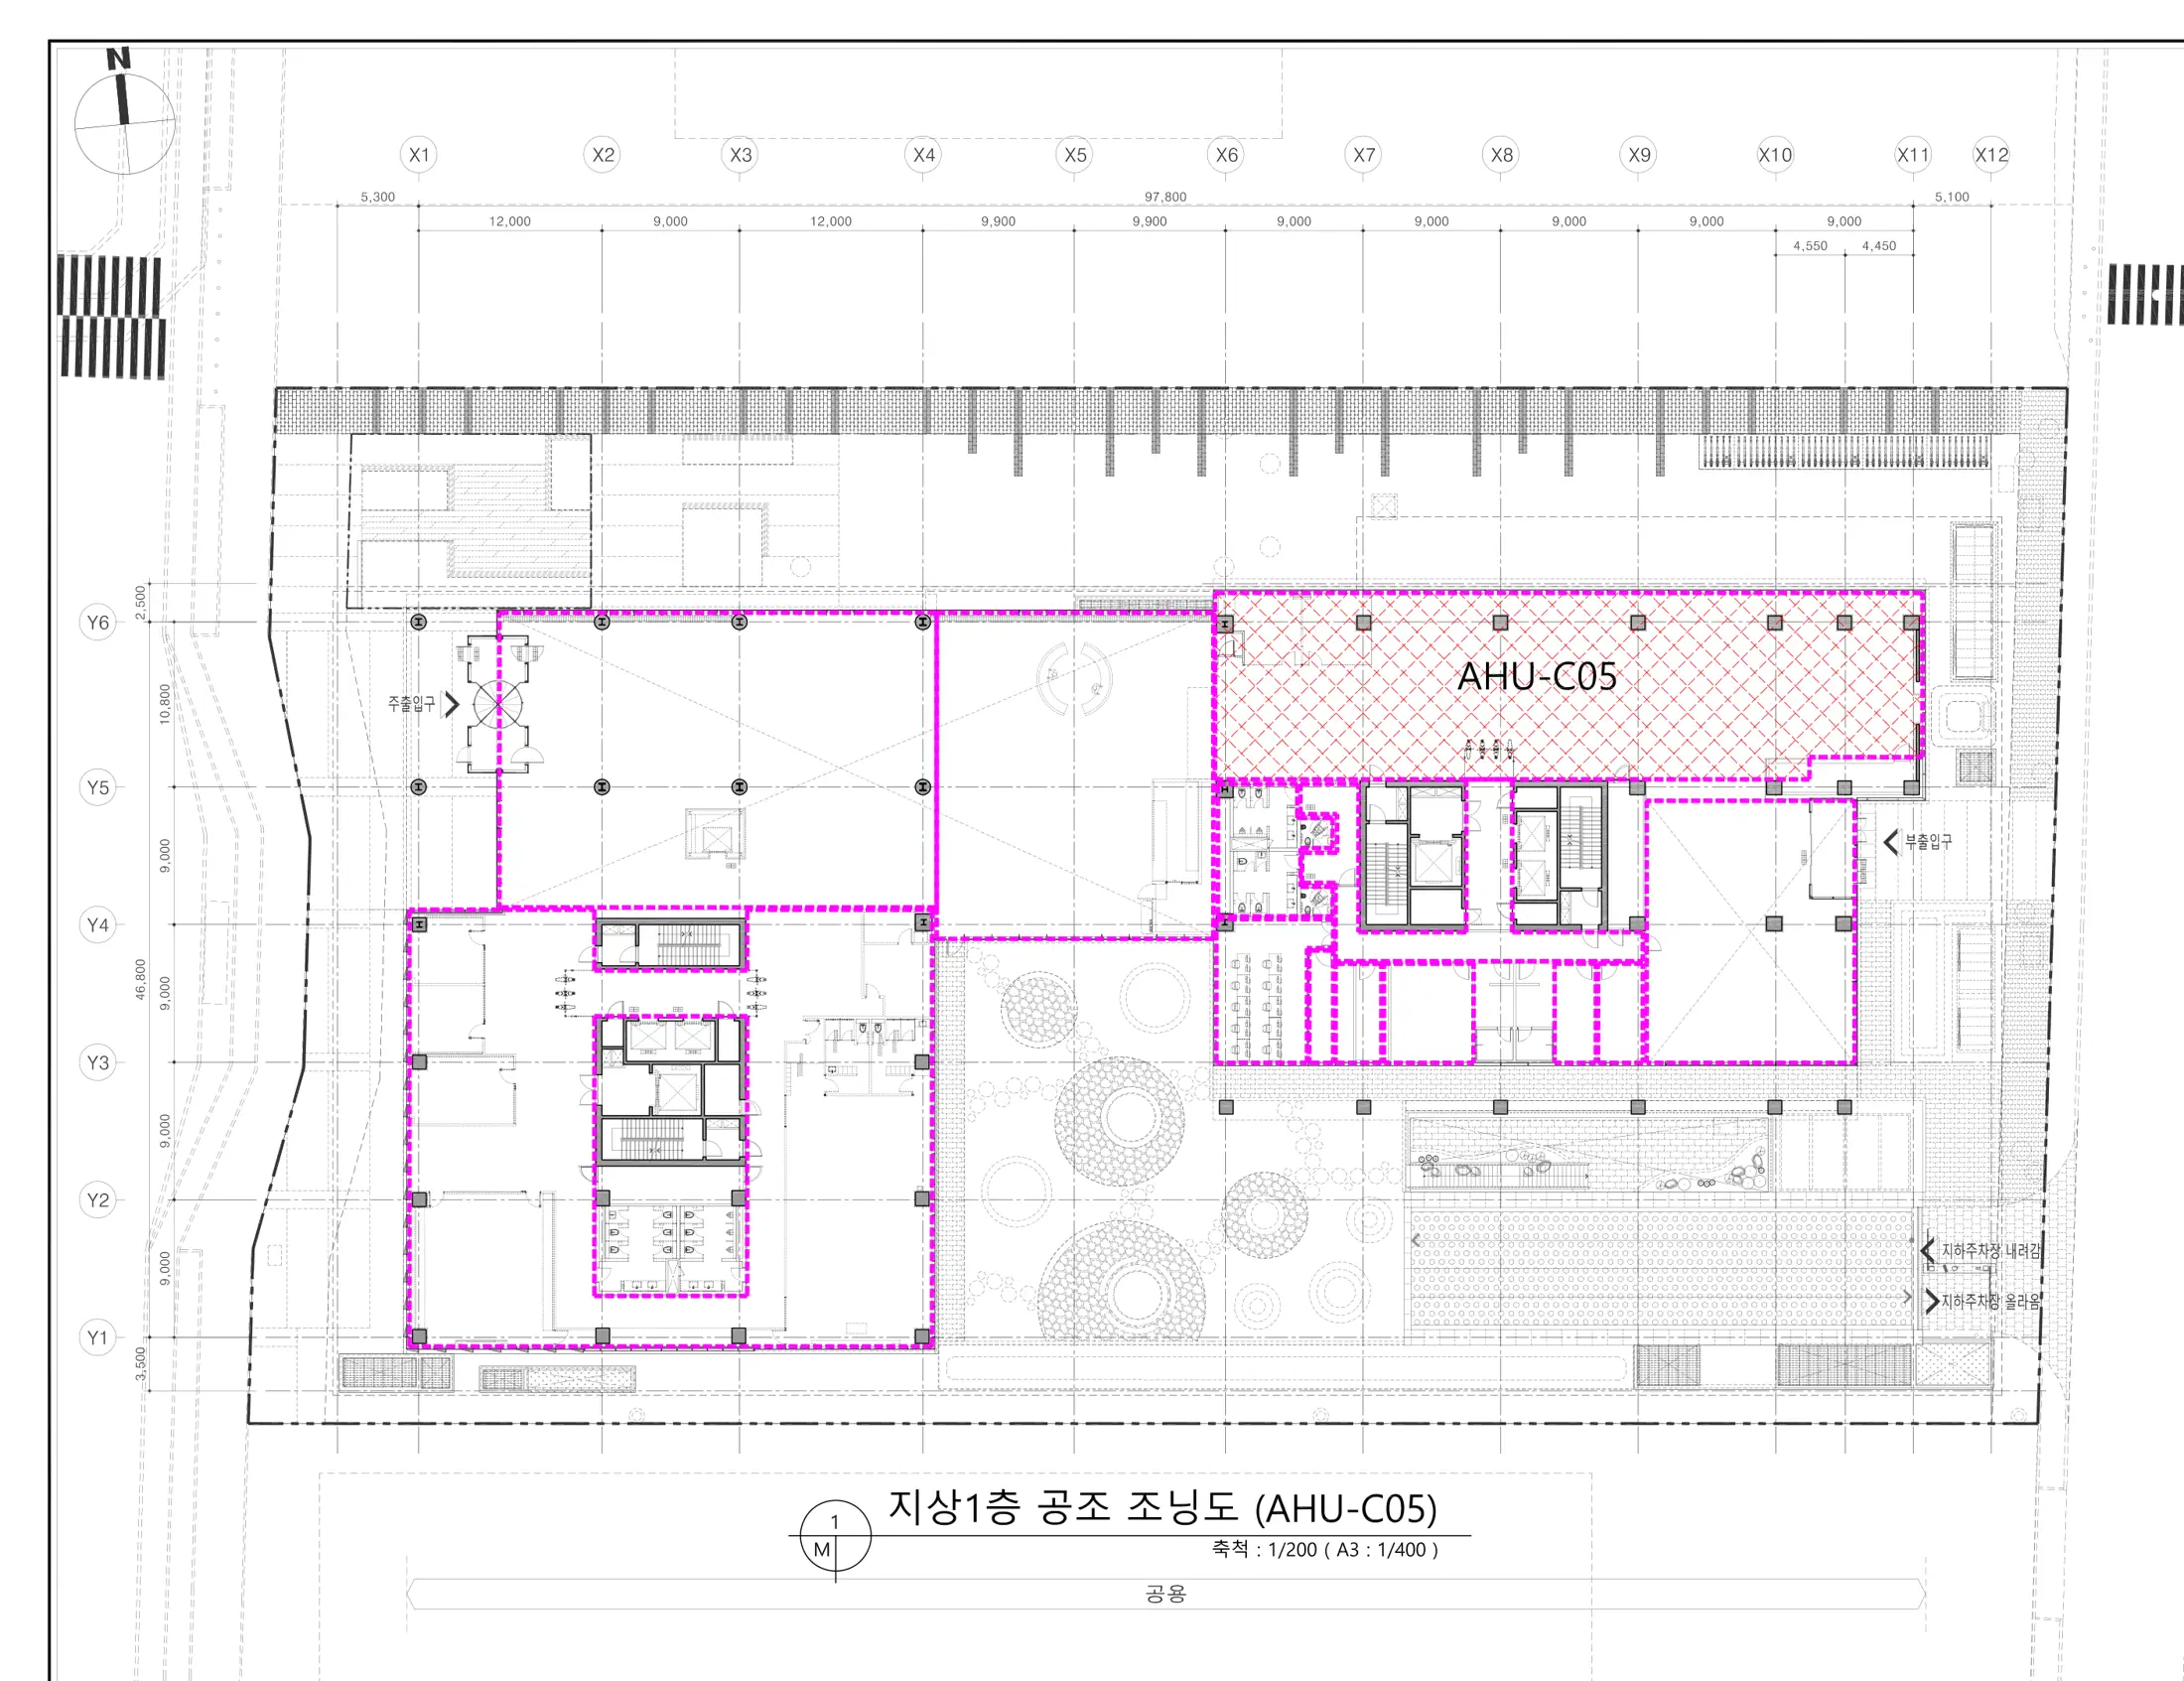 N
X1 X2 X3 X4 X5 X6 X7 X8 X9 X10 X11 X12
5,300 97,800 5,100
12,000 9,000 12,000 9,900 9,900 9,000 9,000 9,000 9,000 9,000
4,550 4,450
2,500
Y6
AHU-C05
10,800
주출입구
Y5
9,000
부출입구
Y4
46,800
9,000
Y3
9,000
Y2
9,000
지하주차장 내려감
지하주차장 올라옴
Y1
3,500
1
M
지상1층 공조 조닝도 (AHU-C05)
축척 : 1/200 ( A3 : 1/400 )
공용